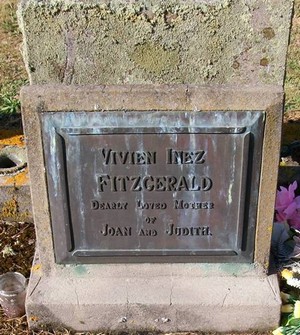 VIVIEN INEZ
FITZGERALD
DEARLY LOVED MOTHER
OF
JOAN AND JUDITH.